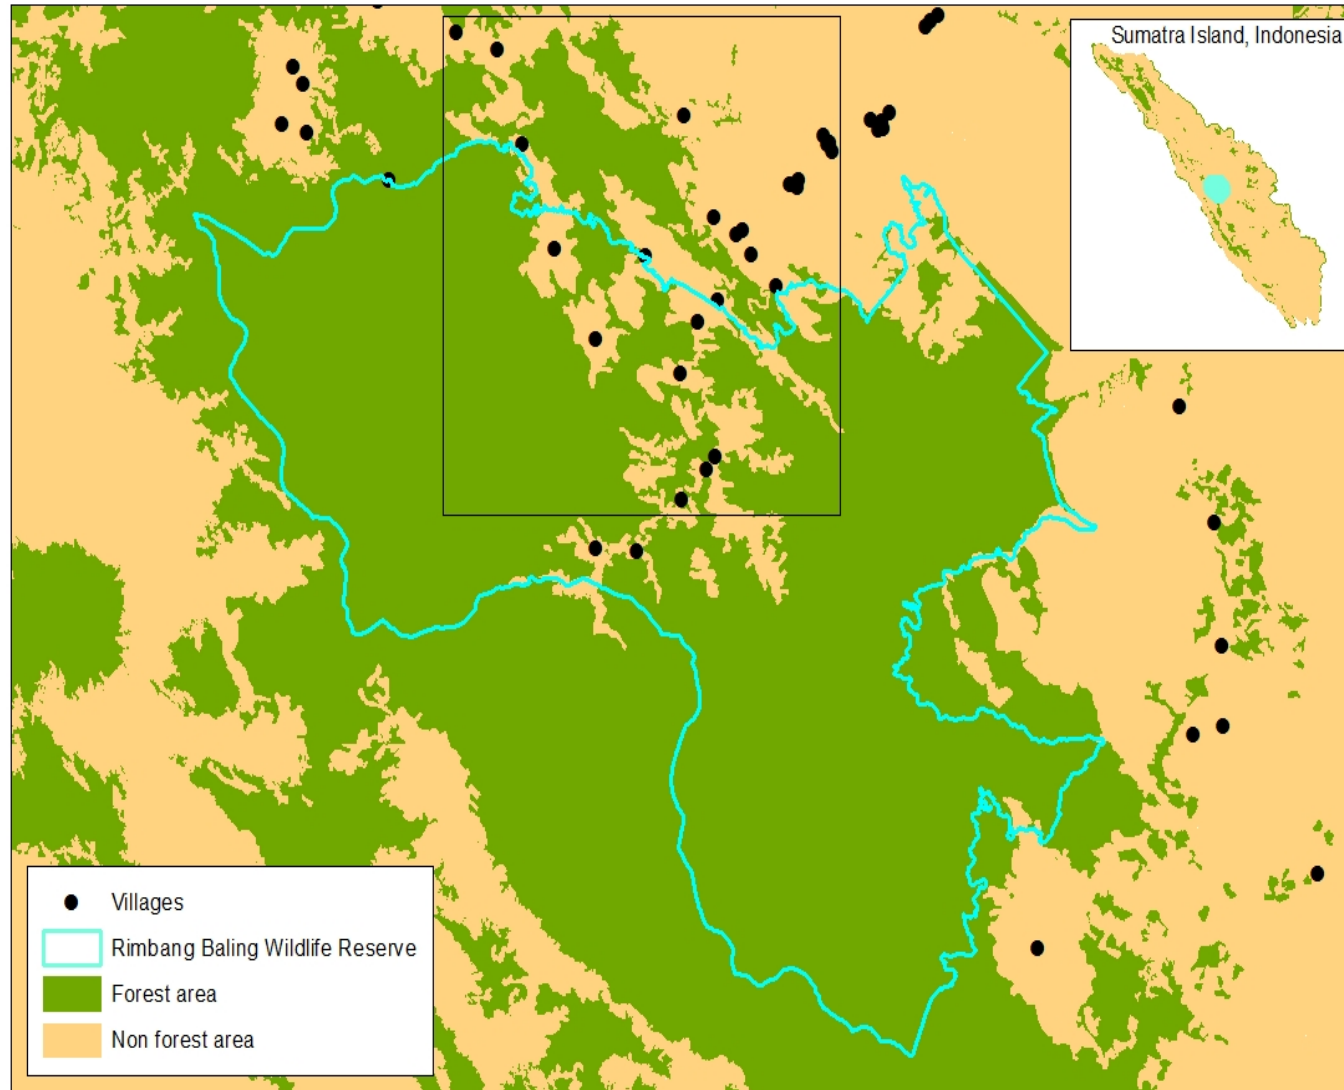 Sumatra Island, Indonesia
Villages
Rimbang Baling Wildlife Reserve
Forest area
Non forest area